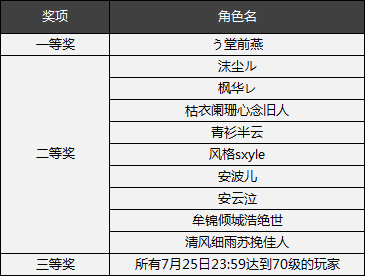 奖项 角色名
一等奖 う堂前燕
沫尘ル
枫华レ
枯衣阑珊心念旧人
青衫半云
二等奖 风格sxyle
安波儿
安云泣
牟锦倾城浩绝世
清风细雨苏挽佳人
三等奖 所有7月25日23:59达到70级的玩家